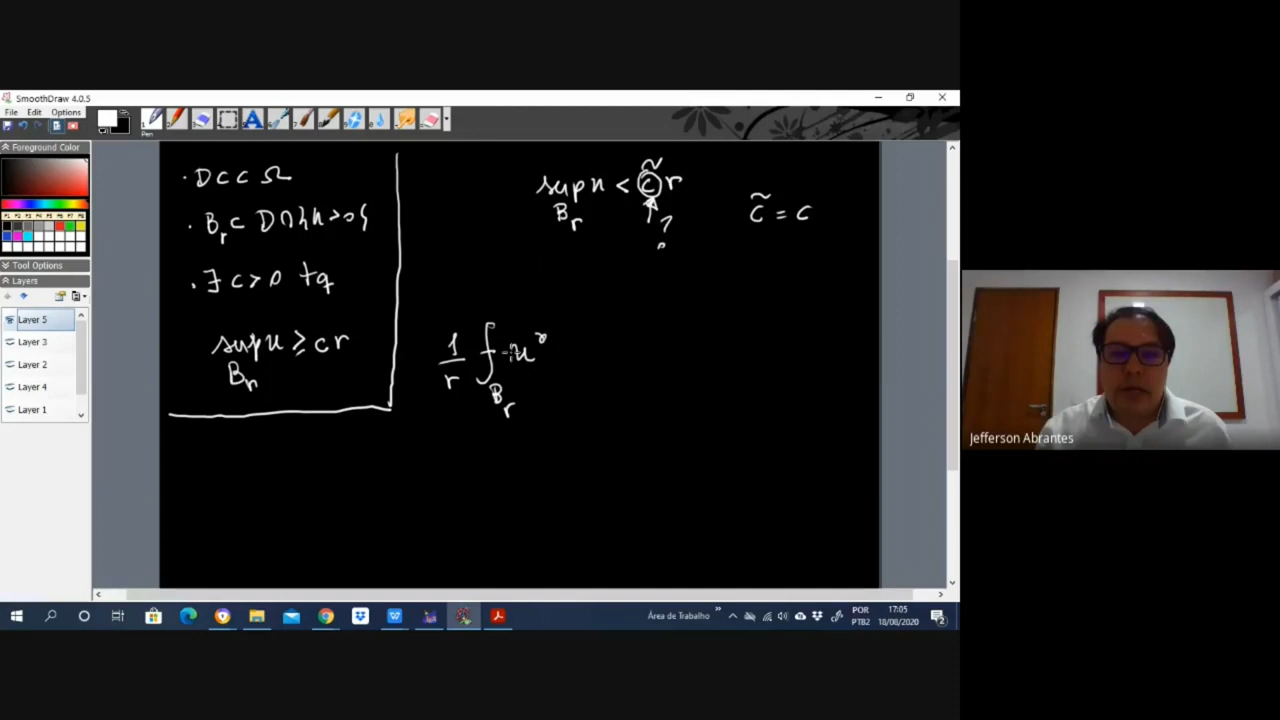 SmoothDraw 4.0.5
File Edit Options
Pen
Foreground Color
Tool Options
Layers
Layer 5
Layer 3
Layer 2
Layer 4
Layer 1
· D ⊂⊂ Ω
· B_r ⊂ D∩{u>0}
· ∃ c > 0 tq
sup u ≥ cr
B_r
sup u < c̃ r
B_r
?
c̃ = c
1/r ∫
B_r
Jefferson Abrantes
Área de Trabalho
POR
PTB2
17:05
18/08/2020
2